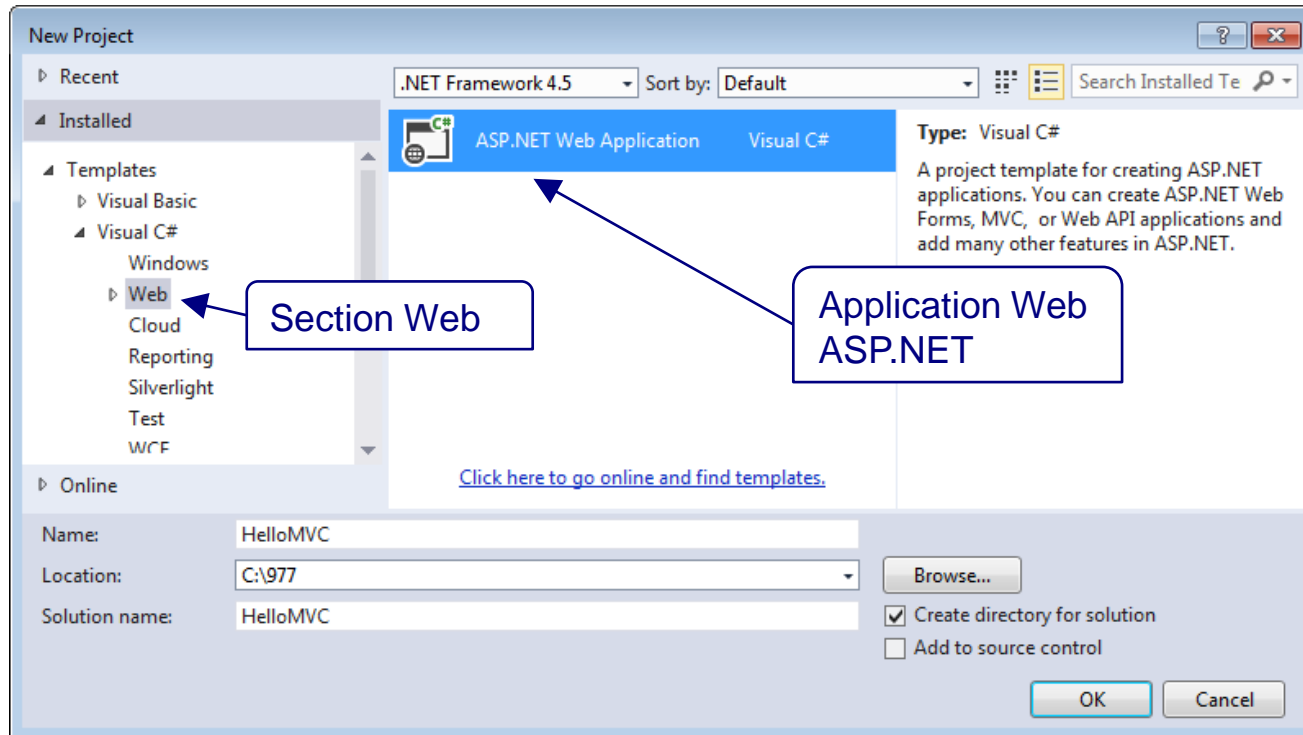 New Project
Recent
.NET Framework 4.5
Sort by:
Default
Search Installed Te
Installed
Templates
Visual Basic
Visual C#
Windows
Web
Cloud
Reporting
Silverlight
Test
WCF
Online
C#
ASP.NET Web Application
Visual C#
Section Web
Application Web
ASP.NET
Click here to go online and find templates.
Type: Visual C#
A project template for creating ASP.NET
applications. You can create ASP.NET Web
Forms, MVC, or Web API applications and
add many other features in ASP.NET.
Name:
HelloMVC
Location:
C:\977
Browse...
Solution name:
HelloMVC
Create directory for solution
Add to source control
OK
Cancel